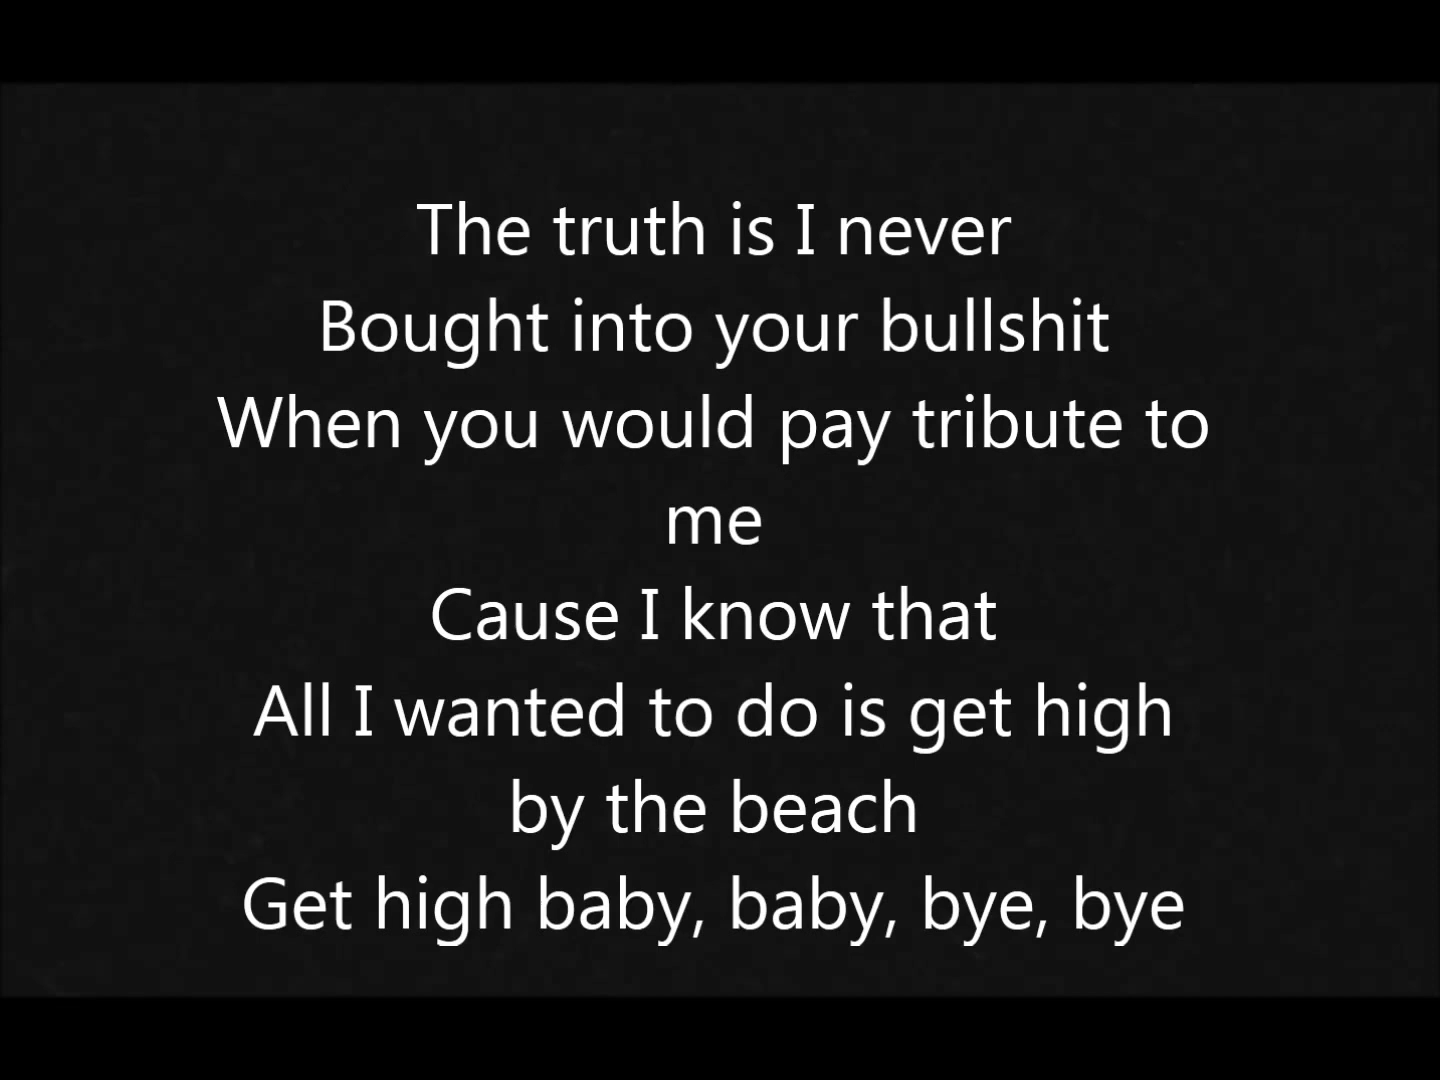 The truth is I never
Bought into your bullshit
When you would pay tribute to
me
Cause I know that
All I wanted to do is get high
by the beach
Get high baby, baby, bye, bye